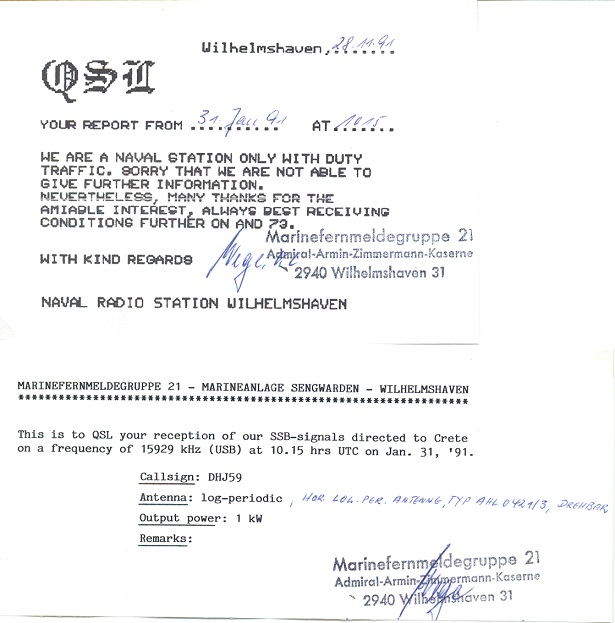 Wilhelmshaven, 28.11.91
QSL
YOUR REPORT FROM 31. Jan 91 AT 1015
WE ARE A NAVAL STATION ONLY WITH DUTY
TRAFFIC. SORRY THAT WE ARE NOT ABLE TO
GIVE FURTHER INFORMATION.
NEVERTHELESS, MANY THANKS FOR THE
AMIABLE INTEREST, ALWAYS BEST RECEIVING
CONDITIONS FURTHER ON AND 73.
Marinefernmeldegruppe 21
Admiral-Armin-Zimmermann-Kaserne
2940 Wilhelmshaven 31
WITH KIND REGARDS
NAVAL RADIO STATION WILHELMSHAVEN
MARINEFERNMELDEGRUPPE 21 - MARINEANLAGE SENGWARDEN - WILHELMSHAVEN
********************************************************************
This is to QSL your reception of our SSB-signals directed to Crete
on a frequency of 15929 kHz (USB) at 10.15 hrs UTC on Jan. 31, '91.
Callsign: DHJ59
Antenna: log-periodic , HOR. LOG. PER. ANTENNE, TYP AHL 0421/3, DREHBAR
Output power: 1 kW
Remarks:
Marinefernmeldegruppe 21
Admiral-Armin-Zimmermann-Kaserne
2940 Wilhelmshaven 31